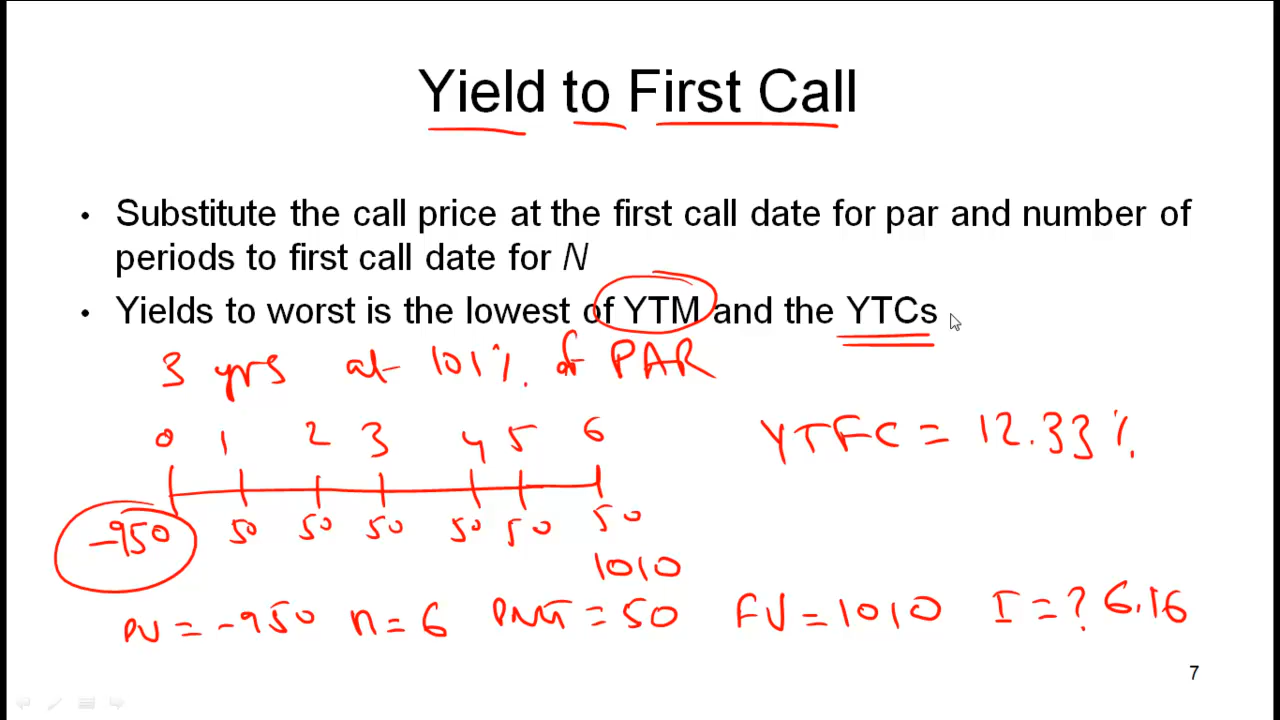 Yield to First Call
• Substitute the call price at the first call date for par and number of
periods to first call date for N
• Yields to worst is the lowest of YTM and the YTCs
3 yrs at 101% of PAR
0 1 2 3 4 5 6
YTFC = 12.33%
-950 50 50 50 50 50 50
1010
PV = -950 n = 6 PMT = 50 FV = 1010 I = ? 6.16
7